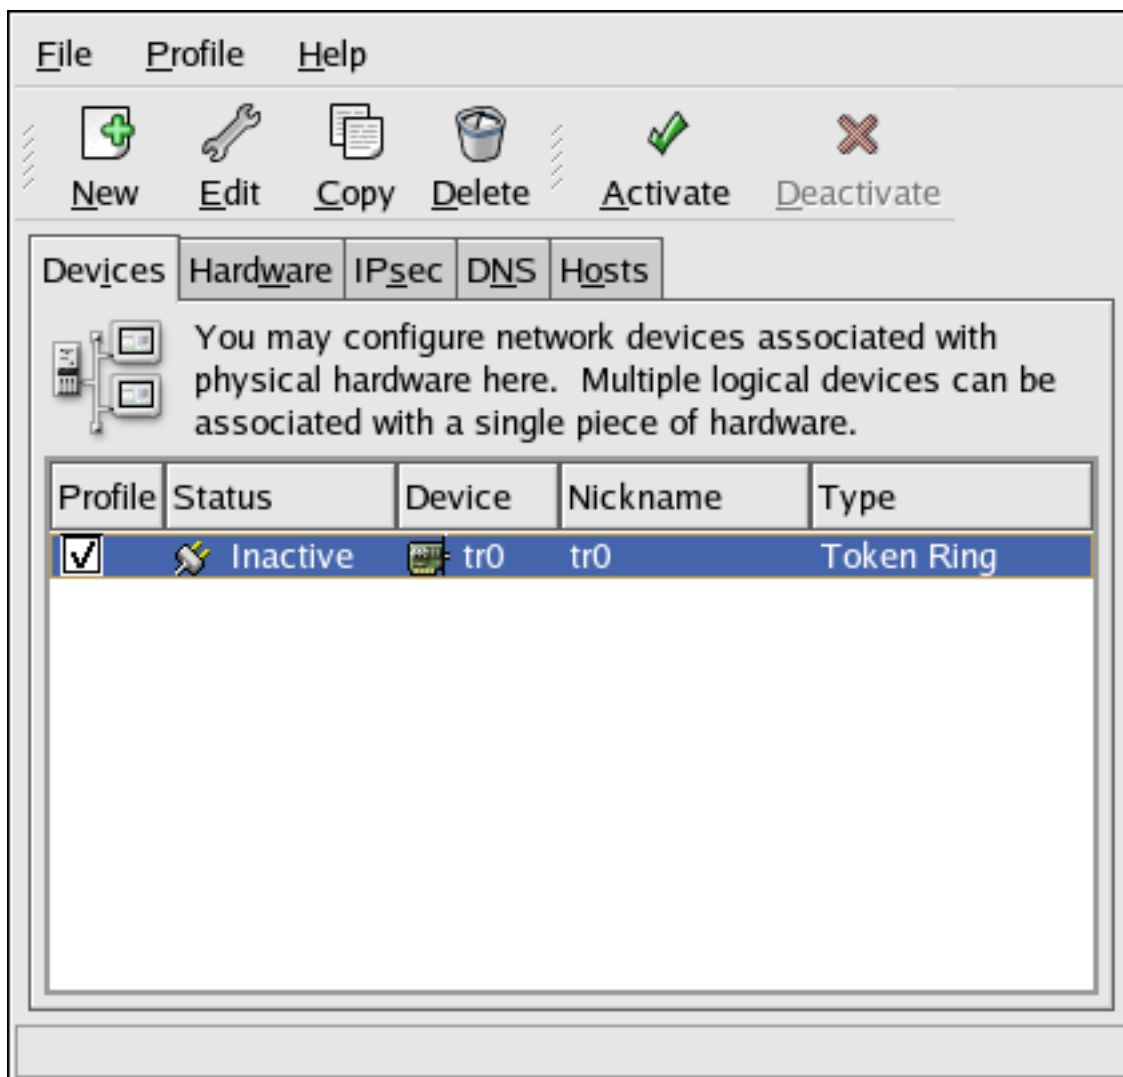 File Profile Help
New Edit Copy Delete Activate Deactivate
Devices Hardware IPsec DNS Hosts
You may configure network devices associated with
physical hardware here.  Multiple logical devices can be
associated with a single piece of hardware.
Profile Status Device Nickname Type
Inactive tr0 tr0 Token Ring